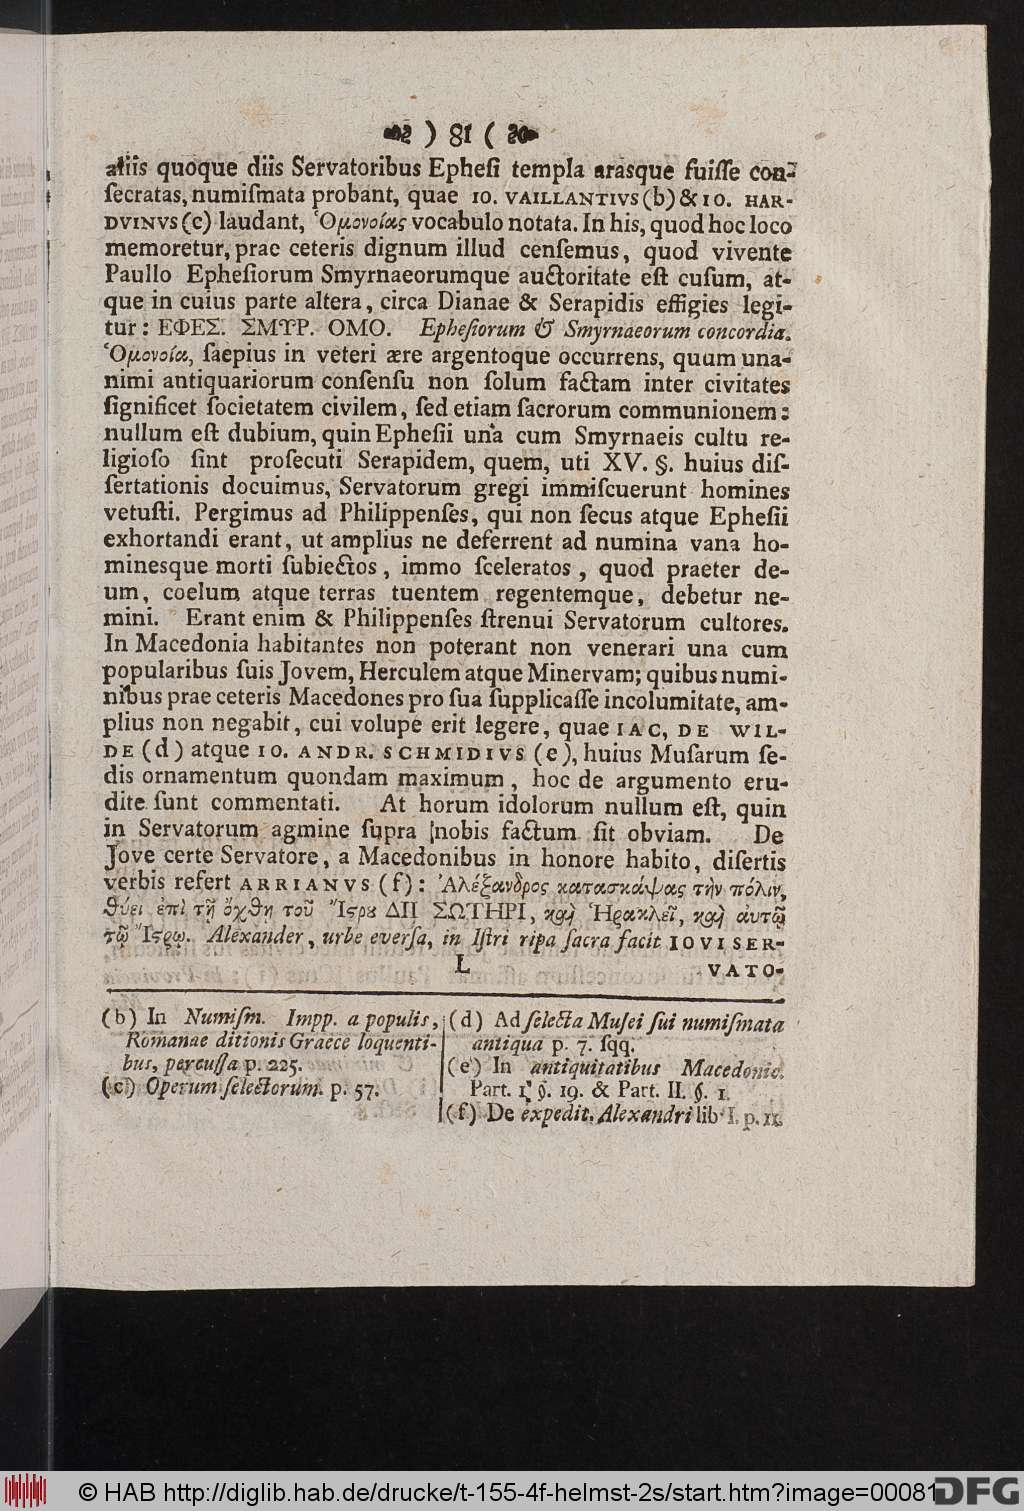 ) 81 (
aliis quoque diis Servatoribus Epheſi templa arasque fuiſſe con-
ſecratas, numiſmata probant, quae IO. VAILLANTIVS (b) & IO. HAR-
DVINVS (c) laudant, Ὁμονοίας vocabulo notata. In his, quod hoc loco
memoretur, prae ceteris dignum illud cenſemus, quod vivente
Paullo Epheſiorum Smyrnaeorumque auctoritate eſt cuſum, at-
que in cuius parte altera, circa Dianae & Serapidis effigies legi-
tur: ΕΦΕΣ. ΣΜΥΡ. ΟΜΟ. Epheſiorum & Smyrnaeorum concordia.
Ὁμονοία, ſaepius in veteri ære argentoque occurrens, quum una-
nimi antiquariorum conſenſu non ſolum factam inter civitates
ſignificet ſocietatem civilem, ſed etiam ſacrorum communionem:
nullum eſt dubium, quin Epheſii una cum Smyrnaeis cultu re-
ligioſo ſint proſecuti Serapidem, quem, uti XV. §. huius diſ-
ſertationis docuimus, Servatorum gregi immiſcuerunt homines
vetuſti. Pergimus ad Philippenſes, qui non ſecus atque Epheſii
exhortandi erant, ut amplius ne deferrent ad numina vana ho-
minesque morti ſubiectos, immo ſceleratos, quod praeter de-
um, coelum atque terras tuentem regentemque, debetur ne-
mini. Erant enim & Philippenſes ſtrenui Servatorum cultores.
In Macedonia habitantes non poterant non venerari una cum
popularibus ſuis Jovem, Herculem atque Minervam; quibus numi-
nibus prae ceteris Macedones pro ſua ſupplicaſſe incolumitate, am-
plius non negabit, cui volupe erit legere, quae IAC, DE WIL-
DE (d) atque IO. ANDR. SCHMIDIVS (e), huius Muſarum ſe-
dis ornamentum quondam maximum, hoc de argumento eru-
dite ſunt commentati. At horum idolorum nullum eſt, quin
in Servatorum agmine ſupra nobis factum ſit obviam. De
Jove certe Servatore, a Macedonibus in honore habito, diſertis
verbis refert ARRIANVS (f): Ἀλέξανδρος κατασκάψας τὴν πόλιν,
θύει ἐπὶ τῇ ὄχθῃ τοῦ Ἴϛρȣ ΔΙΙ ΣΩΤΗΡΙ, καὶ Ἡρακλεῖ, καὶ ἀυτῷ
τῷ Ἴϛρῳ. Alexander, urbe everſa, in Iſtri ripa ſacra facit IOVI SER-
L VATO-
(b) In Numiſm. Impp. a populis,
Romanae ditionis Graece loquenti-
bus, percuſſa p. 225.
(c) Operum ſelectorum. p. 57.
(d) Ad ſelecta Muſei ſui numiſmata
antiqua p. 7. ſqq.
(e) In antiquitatibus Macedonic.
Part. I. §. 19. & Part. II. §. 1.
(f) De expedit. Alexandri lib. I. p. 11.
© HAB http://diglib.hab.de/drucke/t-155-4f-helmst-2s/start.htm?image=00081
DFG